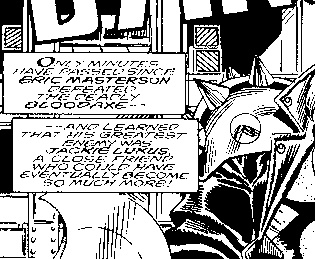 ONLY MINUTES
HAVE PASSED SINCE
ERIC MASTERSON
DEFEATED
THE DEADLY
BLOODAXE--
--AND LEARNED
THAT HIS GREATEST
ENEMY WAS
JACKIE LUKUS,
A CLOSE FRIEND
WHO COULD HAVE
EVENTUALLY BECOME
SO MUCH MORE!